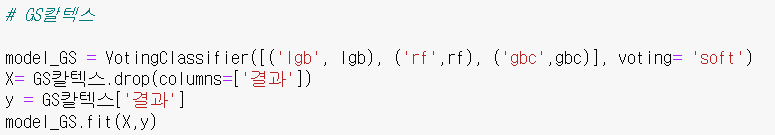 # GS칼텍스
model_GS = VotingClassifier([('lgb', lgb), ('rf',rf), ('gbc',gbc)], voting= 'soft')
X= GS칼텍스.drop(columns=['결과'])
y = GS칼텍스['결과']
model_GS.fit(X,y)